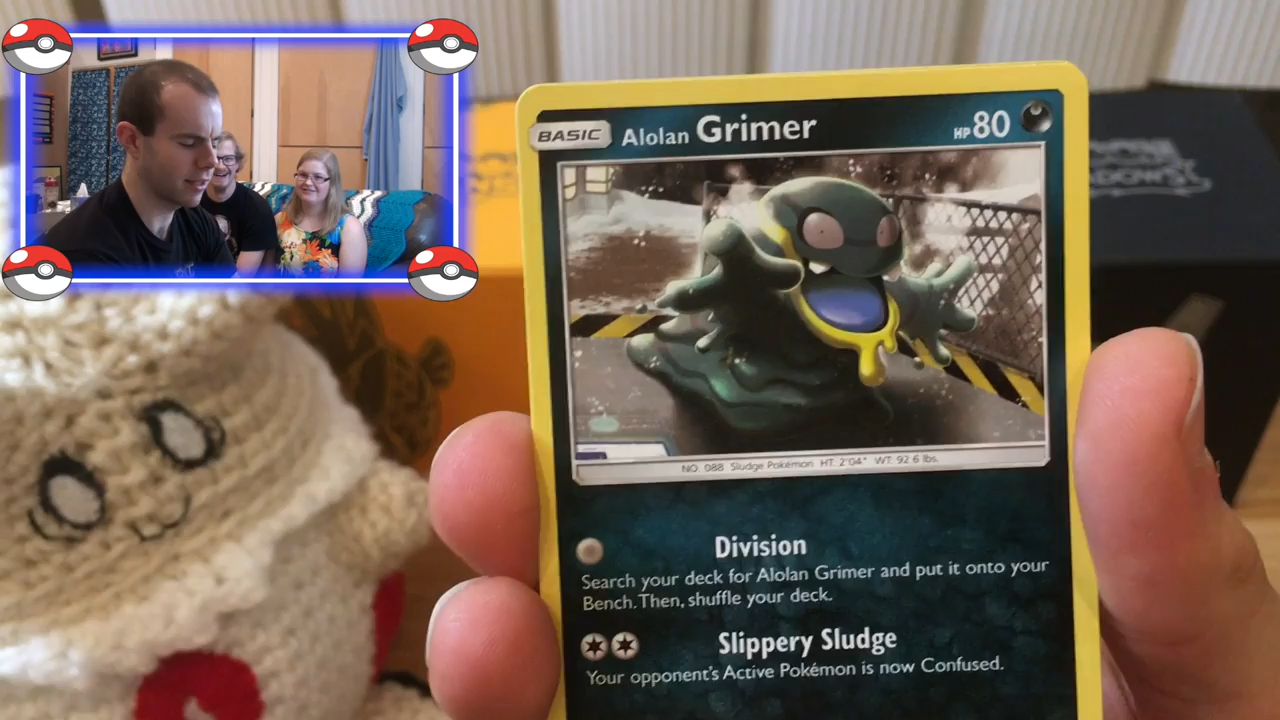 BASIC Alolan Grimer HP 80
NO. 088 Sludge Pokémon HT. 2'04" WT. 92.6 lbs.
Division
Search your deck for Alolan Grimer and put it onto your
Bench. Then, shuffle your deck.
Slippery Sludge
Your opponent's Active Pokémon is now Confused.